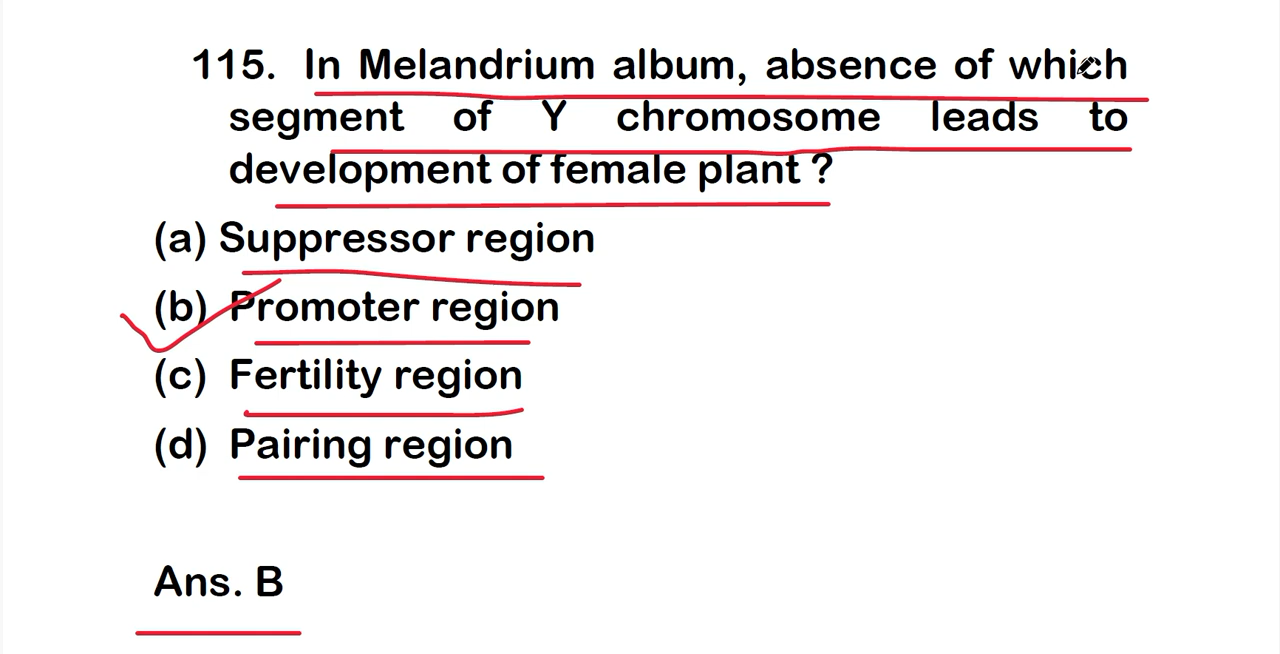 115. In Melandrium album, absence of which
segment of Y chromosome leads to
development of female plant ?
(a) Suppressor region
(b) Promoter region
(c) Fertility region
(d) Pairing region
Ans. B